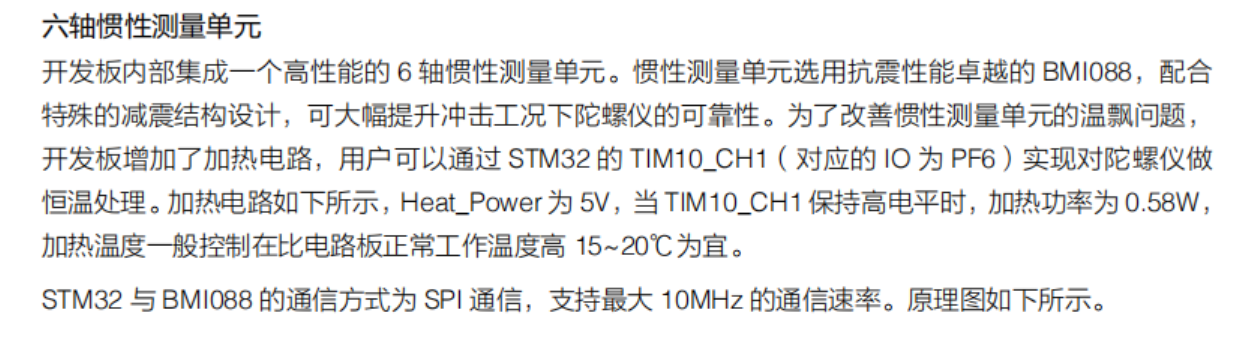 六轴惯性测量单元
开发板内部集成一个高性能的 6 轴惯性测量单元。惯性测量单元选用抗震性能卓越的 BMI088，配合
特殊的减震结构设计，可大幅提升冲击工况下陀螺仪的可靠性。为了改善惯性测量单元的温飘问题，
开发板增加了加热电路，用户可以通过 STM32 的 TIM10_CH1（对应的 IO 为 PF6）实现对陀螺仪做
恒温处理。加热电路如下所示，Heat_Power 为 5V，当 TIM10_CH1 保持高电平时，加热功率为 0.58W，
加热温度一般控制在比电路板正常工作温度高 15~20℃为宜。
STM32 与 BMI088 的通信方式为 SPI 通信，支持最大 10MHz 的通信速率。原理图如下所示。